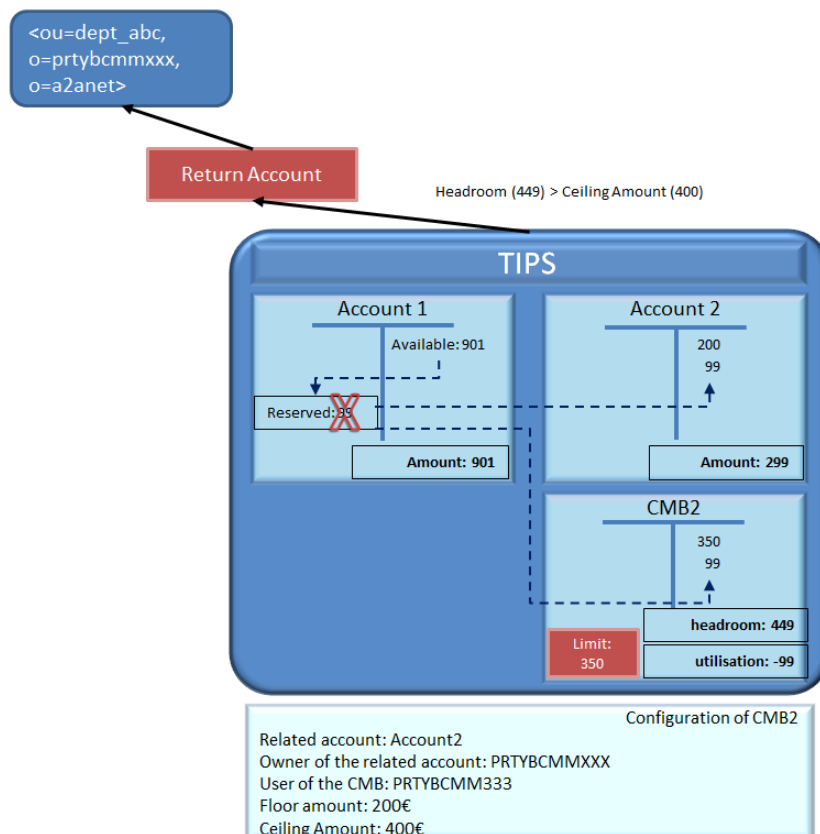 <ou=dept_abc,
o=prtybcmmxxx,
o=a2anet>
Return Account
Headroom (449) > Ceiling Amount (400)
TIPS
Account 1
Available: 901
Reserved: 99
Amount: 901
Account 2
200
99
Amount: 299
CMB2
350
99
headroom: 449
Limit:
350
utilisation: -99
Configuration of CMB2
Related account: Account2
Owner of the related account: PRTYBCMMXXX
User of the CMB: PRTYBCMM333
Floor amount: 200€
Ceiling Amount: 400€